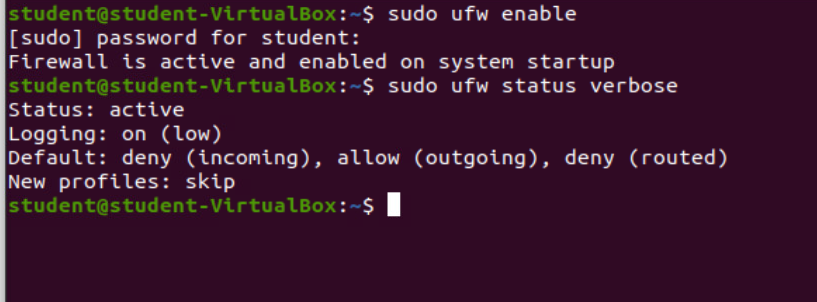 student@student-VirtualBox:~$ sudo ufw enable
[sudo] password for student:
Firewall is active and enabled on system startup
student@student-VirtualBox:~$ sudo ufw status verbose
Status: active
Logging: on (low)
Default: deny (incoming), allow (outgoing), deny (routed)
New profiles: skip
student@student-VirtualBox:~$